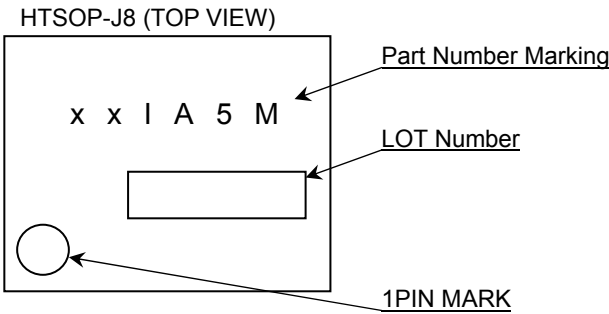 HTSOP-J8 (TOP VIEW)
Part Number Marking
x x I A 5 M
LOT Number
1PIN MARK